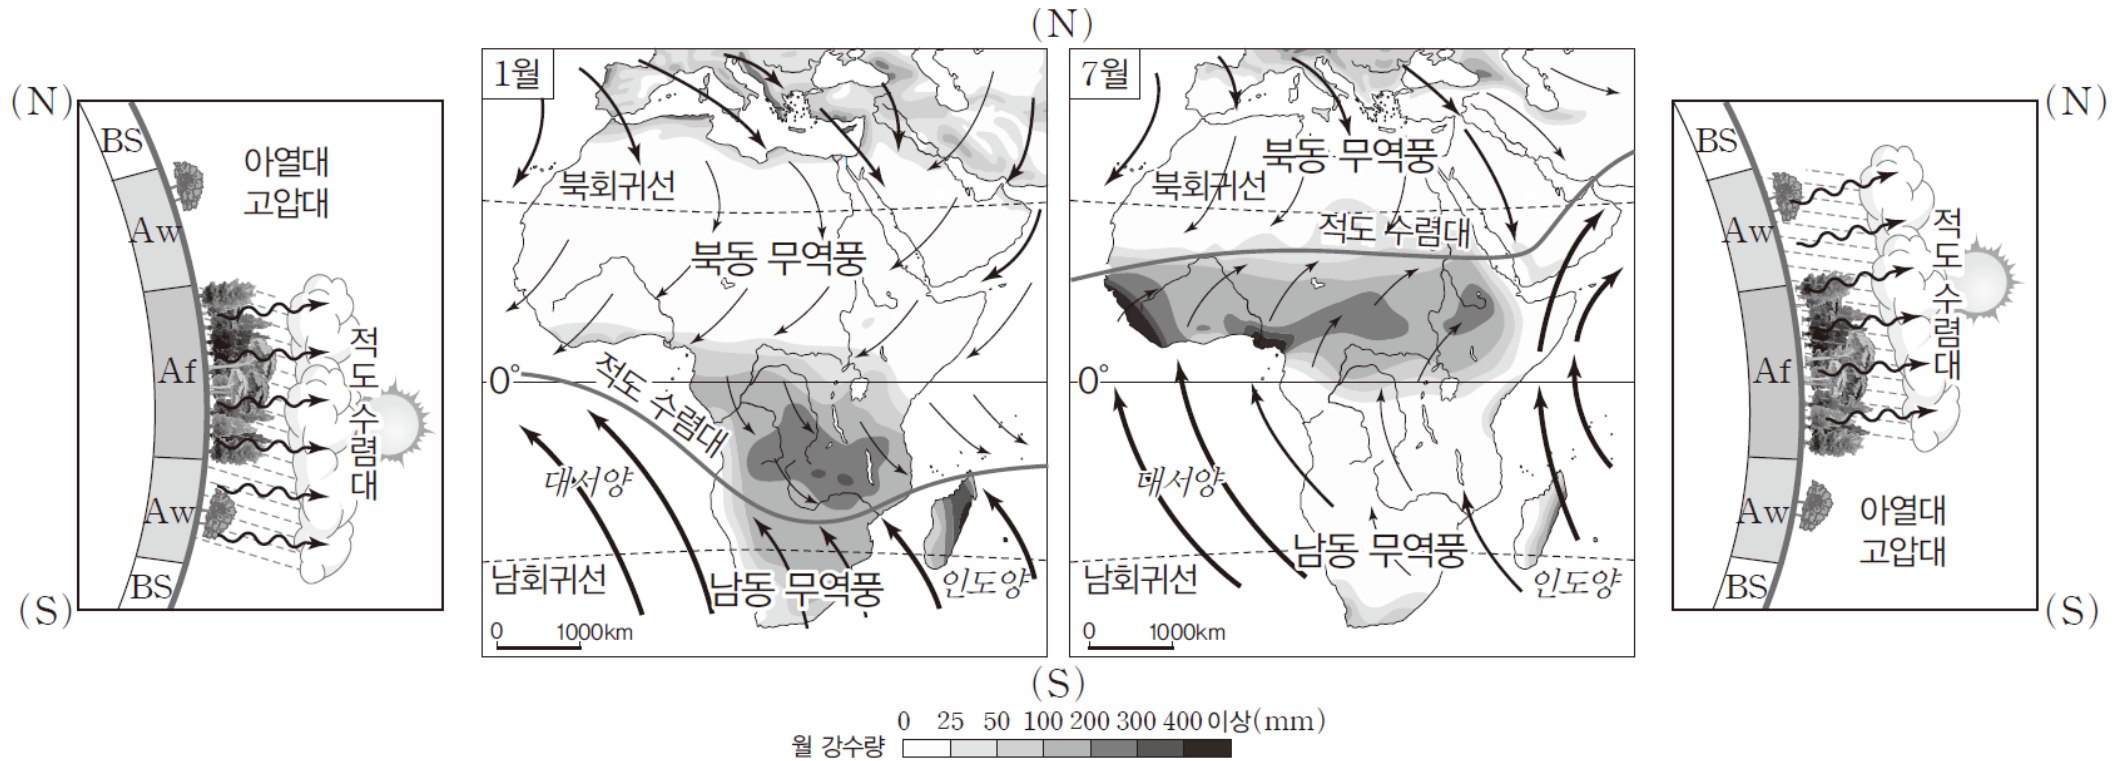 (N)
BS
Aw
Af
Aw
BS
(S)
아열대
고압대
적도 수렴대
(N)
1월
북회귀선
북동 무역풍
0°
적도 수렴대
대서양
남회귀선
남동 무역풍
인도양
0 1000km
7월
북동 무역풍
북회귀선
적도 수렴대
0°
대서양
남동 무역풍
남회귀선
인도양
0 1000km
(S)
(N)
BS
Aw
Af
Aw
BS
(S)
적도 수렴대
아열대
고압대
0 25 50 100 200 300 400 이상(mm)
월 강수량